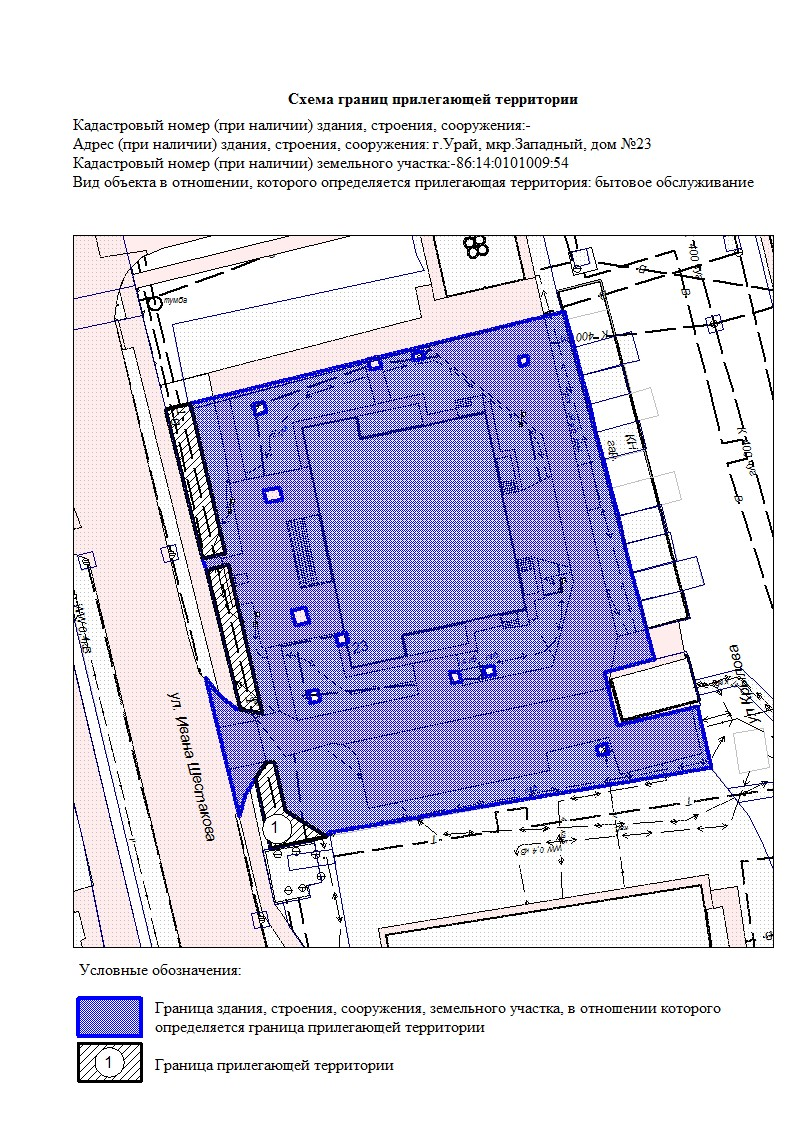 Схема границ прилегающей территории
Кадастровый номер (при наличии) здания, строения, сооружения:-
Адрес (при наличии) здания, строения, сооружения: г.Урай, мкр.Западный, дом №23
Кадастровый номер (при наличии) земельного участка:-86:14:0101009:54
Вид объекта в отношении, которого определяется прилегающая территория: бытовое обслуживание
тумба
К 400
КН
23
ул. Ивана Шестакова
1
Условные обозначения:
Граница здания, строения, сооружения, земельного участка, в отношении которого
определяется граница прилегающей территории
1
Граница прилегающей территории